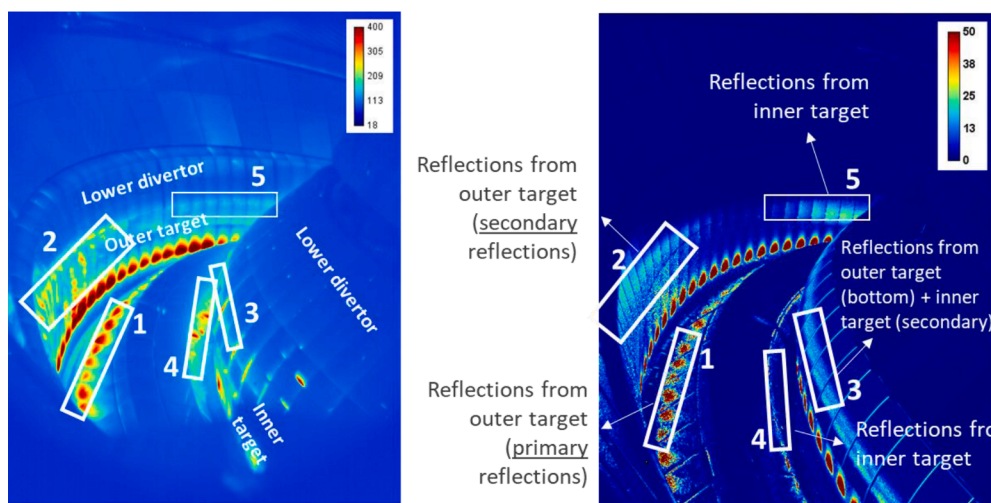 400
305
209
113
18
Lower divertor
5
2
Outer target
Lower divertor
1
3
4
Inner
target
Reflections from
outer target
(secondary
reflections)
Reflections from
outer target
(primary
reflections)
50
38
25
13
0
Reflections from
inner target
5
2
Reflections from
outer target
(bottom) + inner
target (secondary)
1
3
4
Reflections fro
inner target